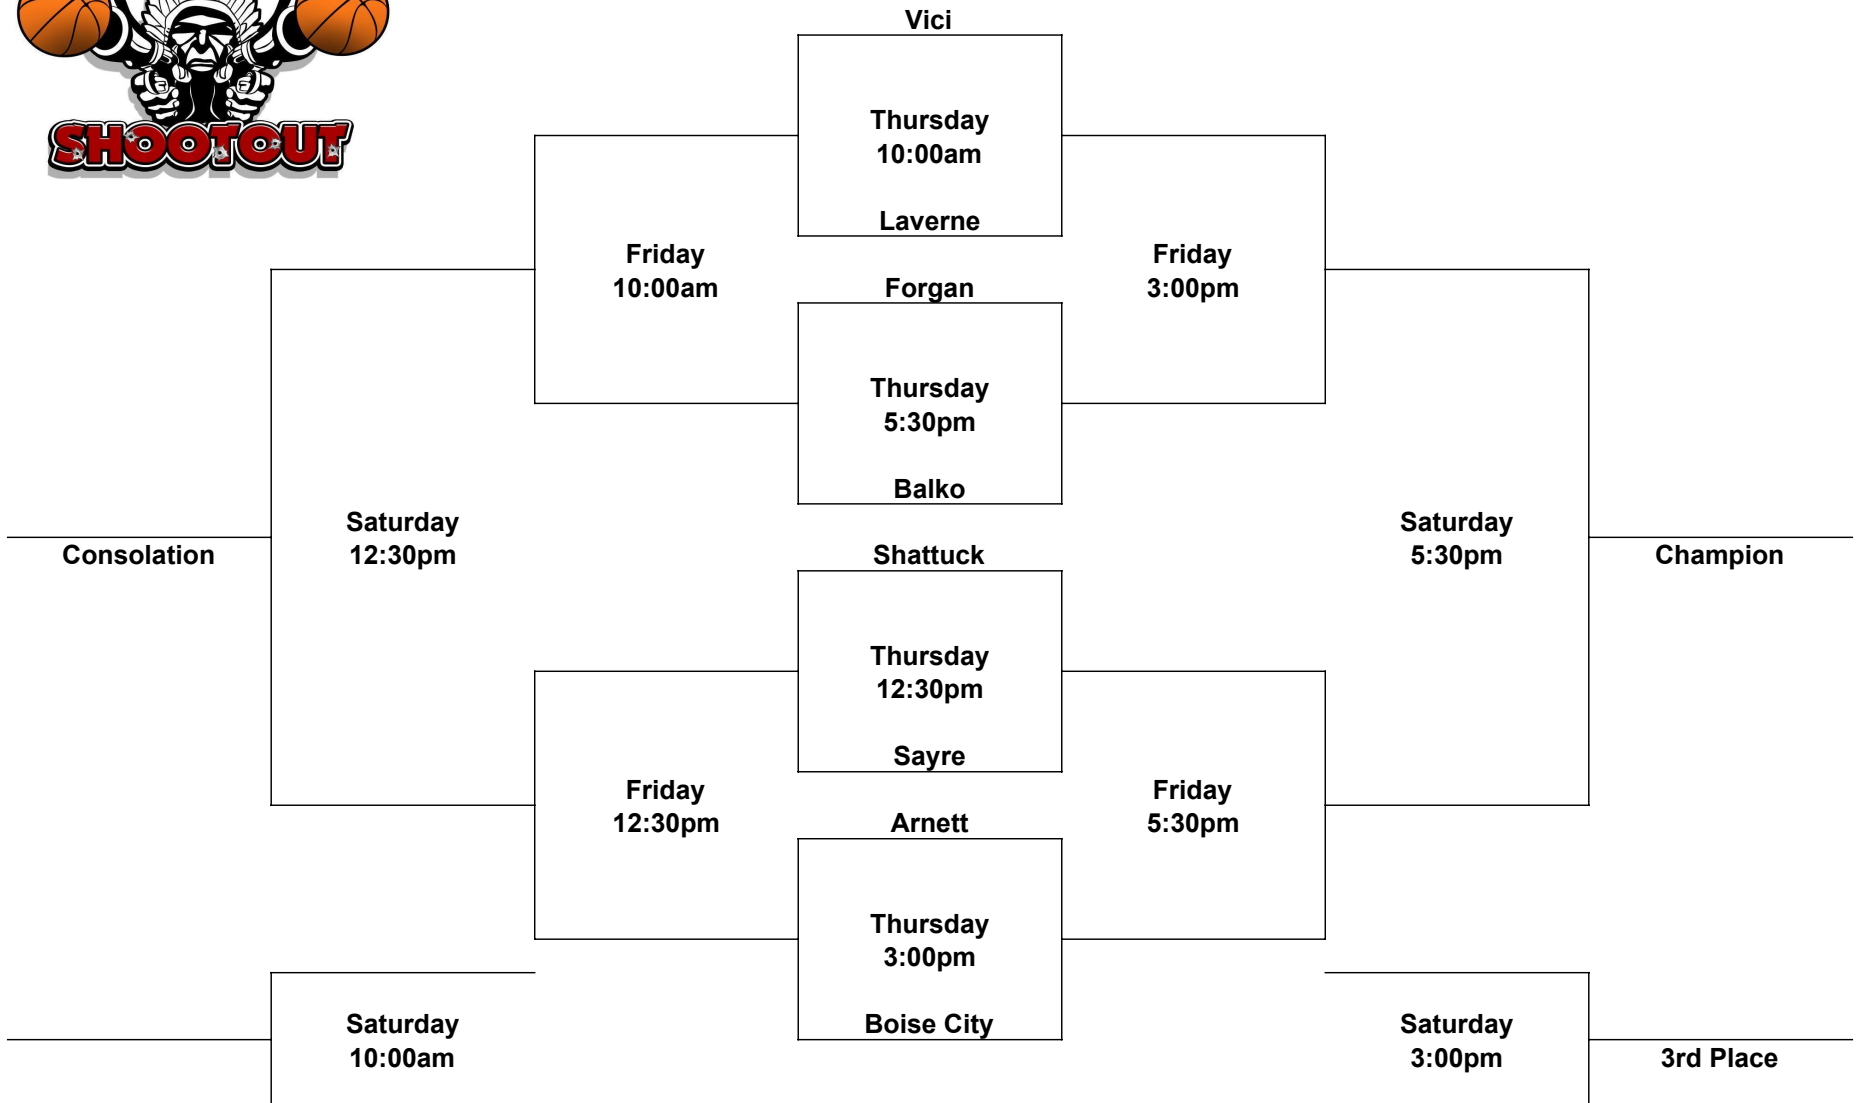 SHOOTOUT
Vici
Thursday
10:00am
Laverne
Friday
10:00am
Friday
3:00pm
Forgan
Thursday
5:30pm
Balko
Saturday
12:30pm
Saturday
5:30pm
Consolation
Champion
Shattuck
Thursday
12:30pm
Sayre
Friday
12:30pm
Friday
5:30pm
Arnett
Thursday
3:00pm
Boise City
Saturday
10:00am
Saturday
3:00pm
3rd Place